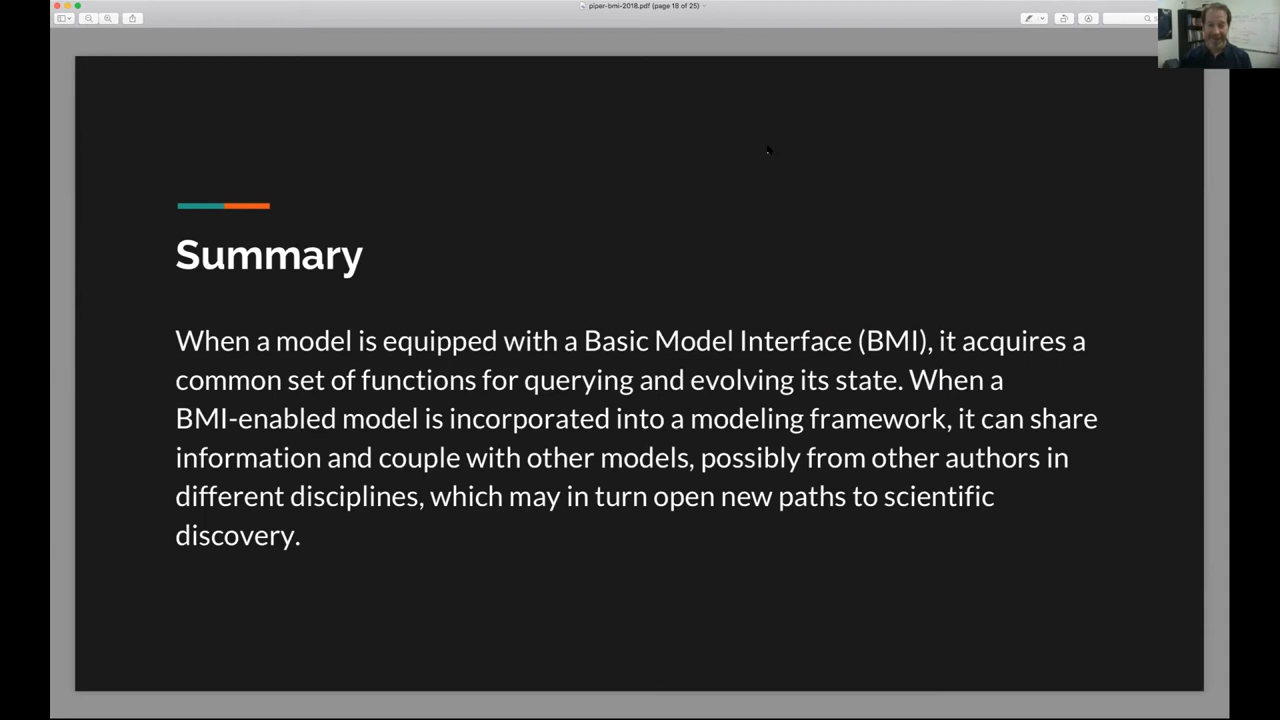 piper-bmi-2018.pdf (page 18 of 25)
Summary
When a model is equipped with a Basic Model Interface (BMI), it acquires a
common set of functions for querying and evolving its state. When a
BMI-enabled model is incorporated into a modeling framework, it can share
information and couple with other models, possibly from other authors in
different disciplines, which may in turn open new paths to scientific
discovery.